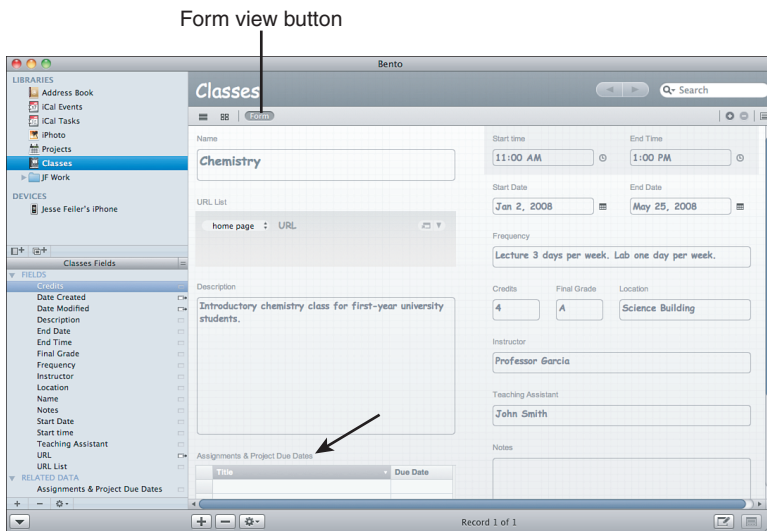 Form view button
Bento
LIBRARIES
Address Book
iCal Events
iCal Tasks
iPhoto
Projects
Classes
JF Work
DEVICES
Jesse Feiler's iPhone
Classes Fields
FIELDS
Credits
Date Created
Date Modified
Description
End Date
End Time
Final Grade
Frequency
Instructor
Location
Name
Notes
Start Date
Start time
Teaching Assistant
URL
URL List
RELATED DATA
Assignments & Project Due Dates
Classes
Search
Form
Name
Chemistry
URL List
home page URL
Description
Introductory chemistry class for first-year university
students.
Assignments & Project Due Dates
Title Due Date
Start time End Time
11:00 AM 1:00 PM
Start Date End Date
Jan 2, 2008 May 25, 2008
Frequency
Lecture 3 days per week. Lab one day per week.
Credits Final Grade Location
4 A Science Building
Instructor
Professor Garcia
Teaching Assistant
John Smith
Notes
Record 1 of 1